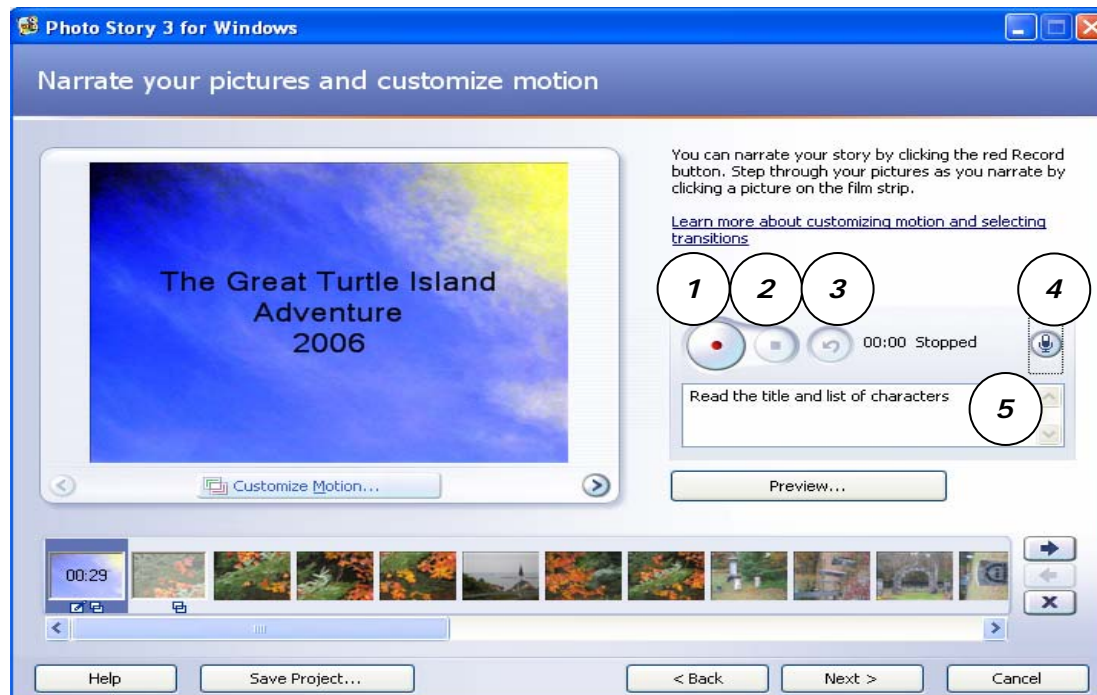 Photo Story 3 for Windows
Narrate your pictures and customize motion
The Great Turtle Island
Adventure
2006
Customize Motion...
You can narrate your story by clicking the red Record
button. Step through your pictures as you narrate by
clicking a picture on the film strip.
Learn more about customizing motion and selecting
transitions
1 2 3 4
00:00 Stopped
Read the title and list of characters
5
Preview...
00:29
Help Save Project... < Back Next > Cancel